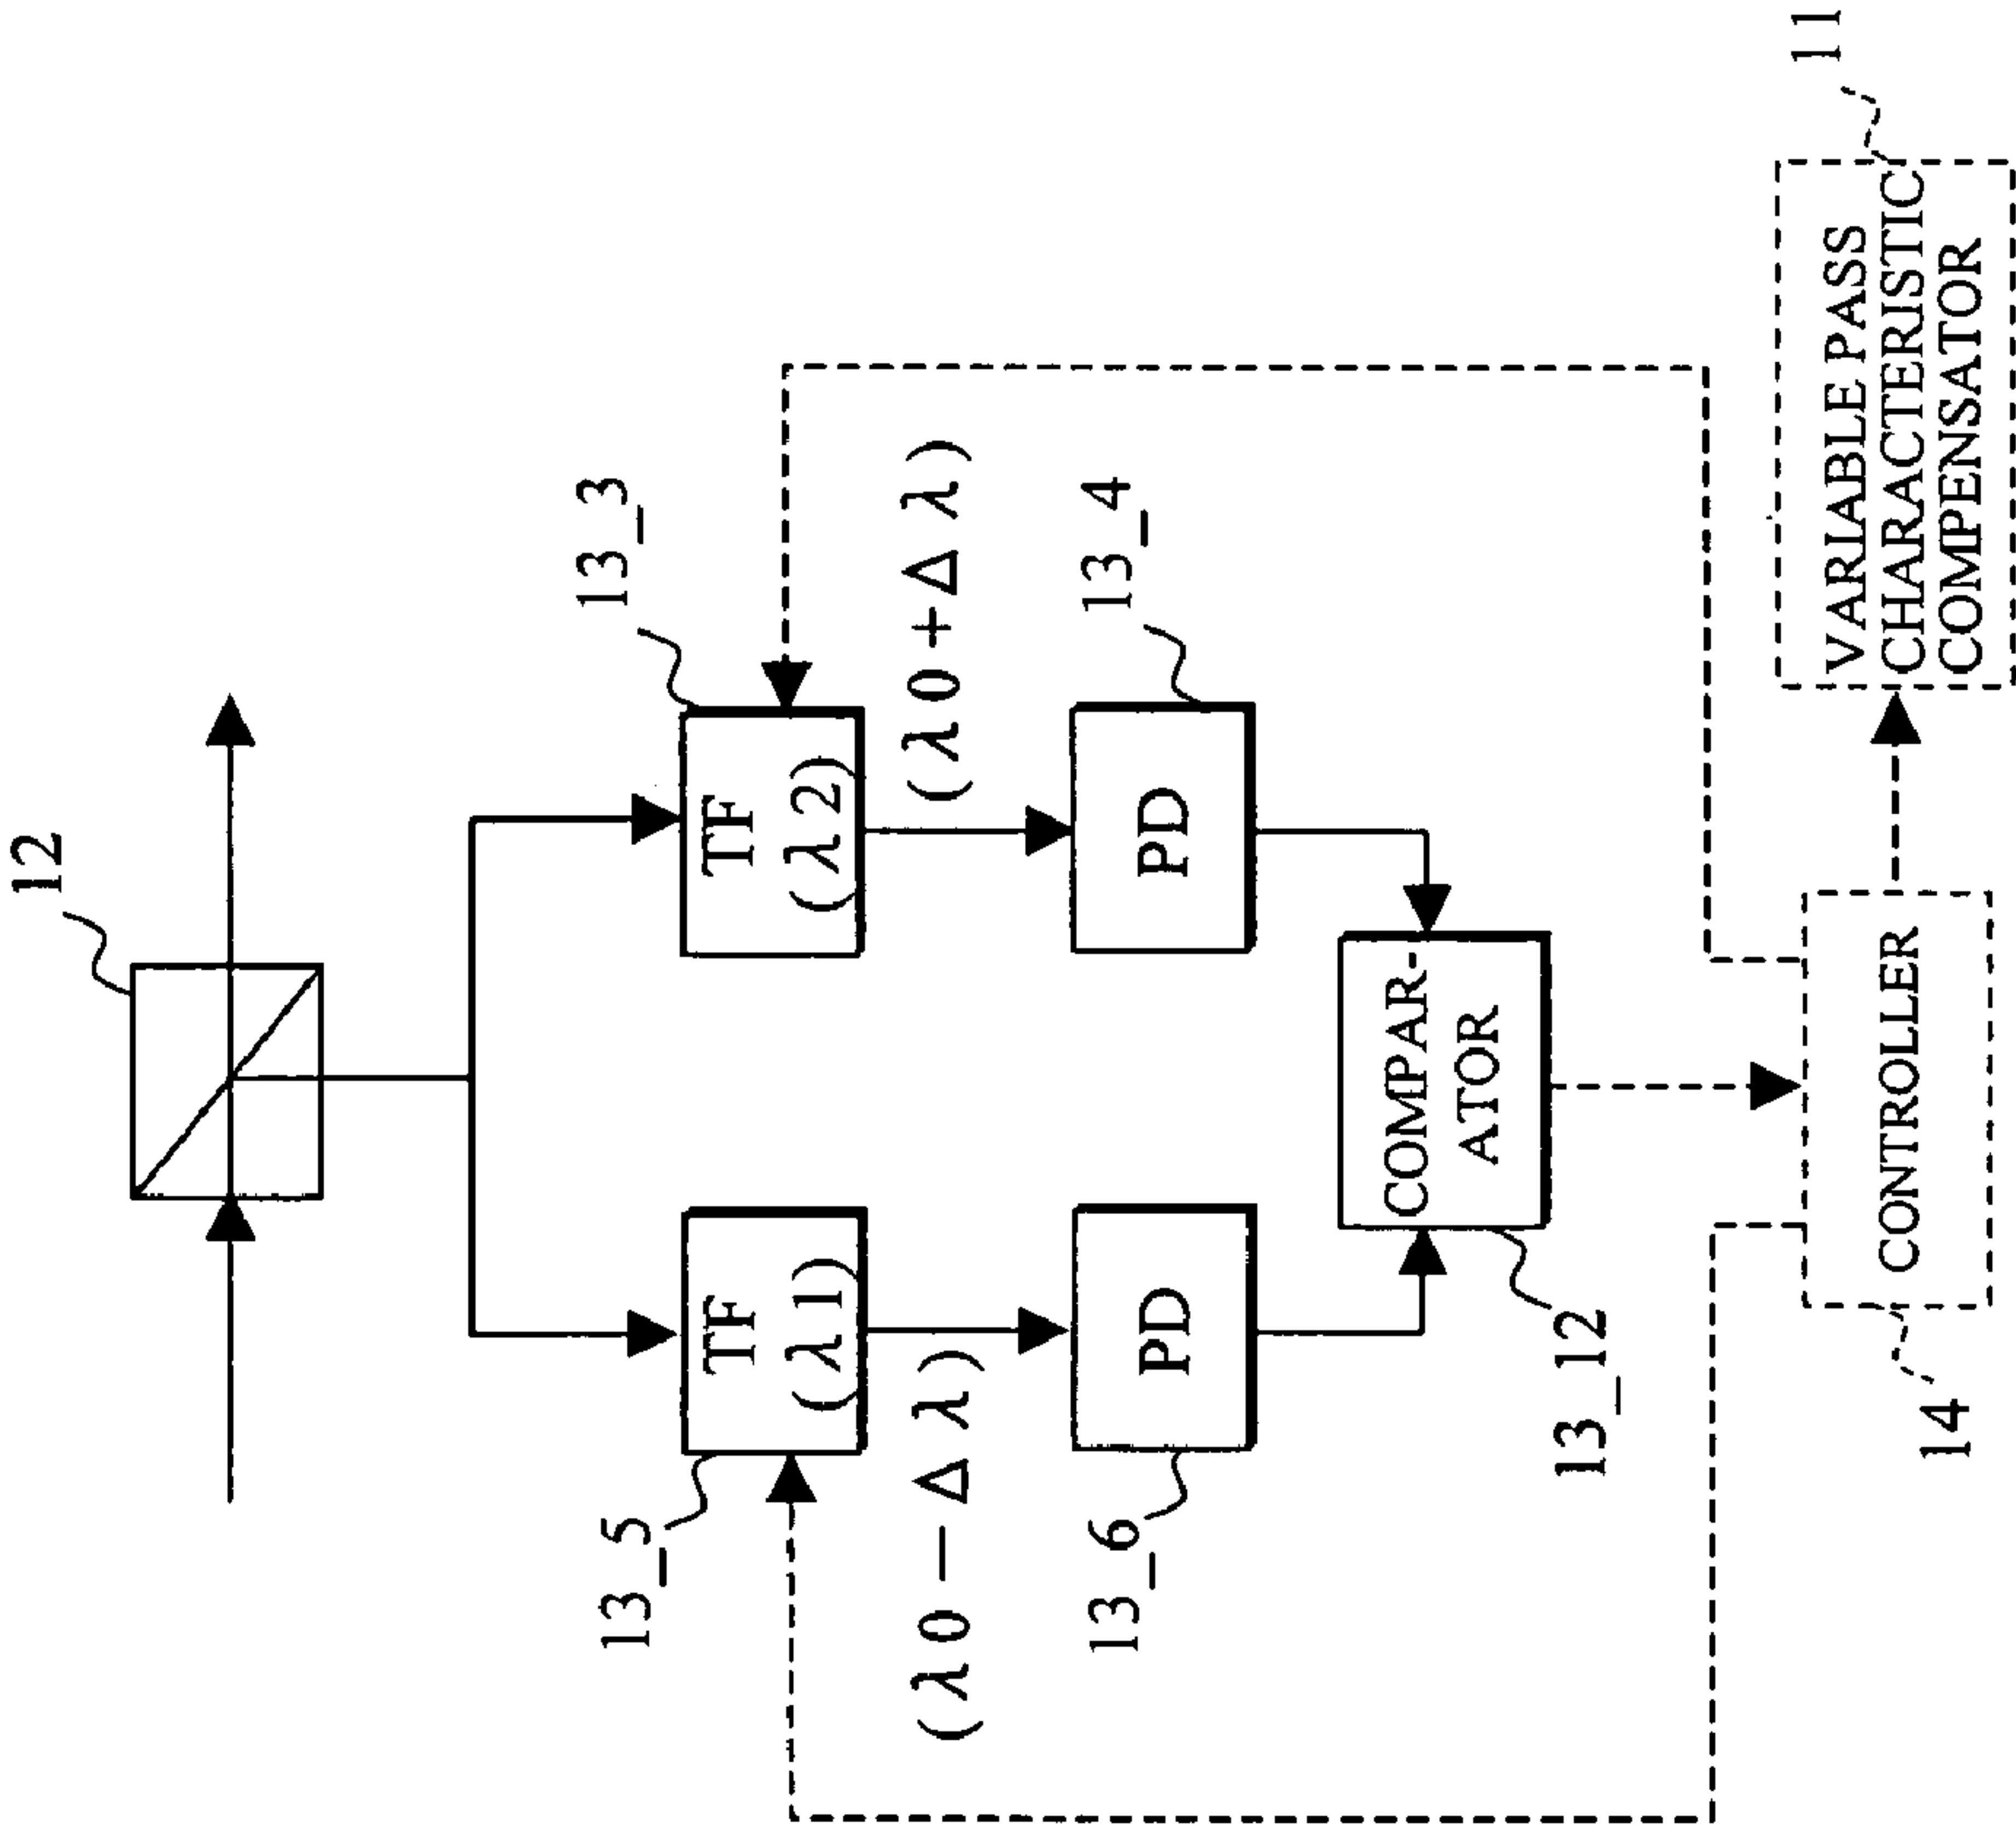 12
13_5
TF
(λ1)
(λ0−Δλ)
13_3
TF
(λ2)
(λ0+Δλ)
13_6
PD
13_4
PD
COMPAR-
ATOR
13_12
CONTROLLER
14
VARIABLE PASS
CHARACTERISTIC
COMPENSATOR
11